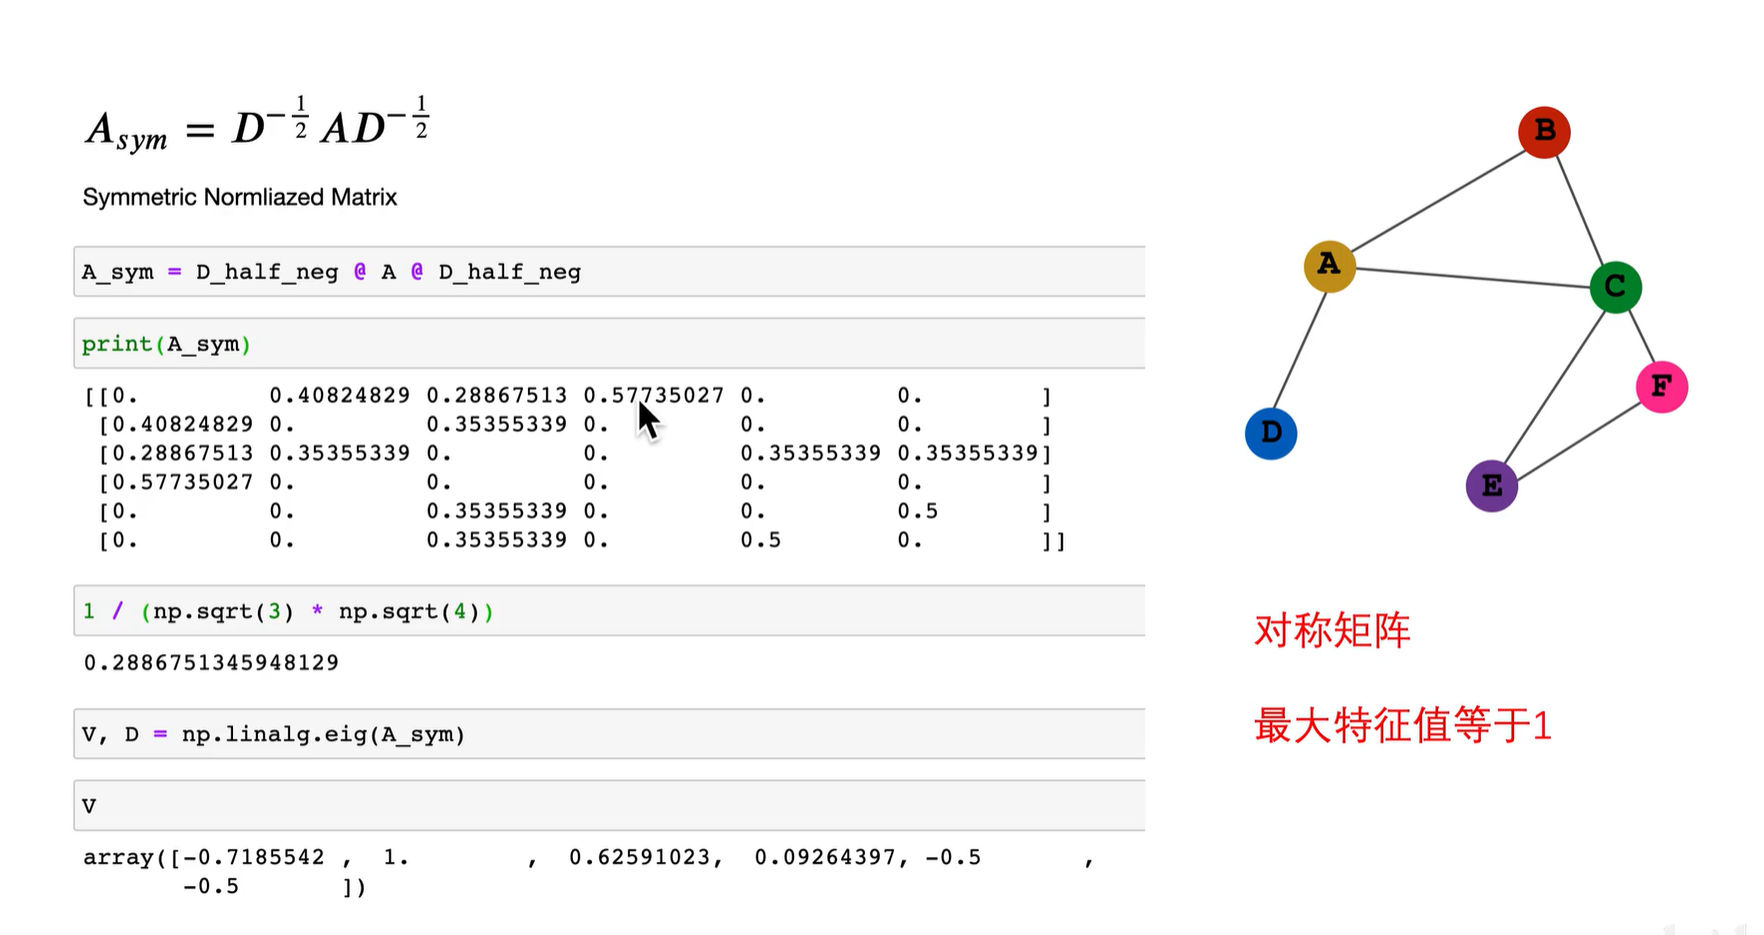 A_sym = D^{-1/2} A D^{-1/2}
Symmetric Normliazed Matrix
A_sym = D_half_neg @ A @ D_half_neg
print(A_sym)
[[0.         0.40824829 0.28867513 0.57735027 0.         0.        ]
 [0.40824829 0.         0.35355339 0.         0.         0.        ]
 [0.28867513 0.35355339 0.         0.         0.35355339 0.35355339]
 [0.57735027 0.         0.         0.         0.         0.        ]
 [0.         0.         0.35355339 0.         0.         0.5       ]
 [0.         0.         0.35355339 0.         0.5        0.        ]]
1 / (np.sqrt(3) * np.sqrt(4))
0.2886751345948129
V, D = np.linalg.eig(A_sym)
V
array([-0.7185542 ,  1.        ,  0.62591023,  0.09264397, -0.5       ,
       -0.5       ])
B
A
C
F
D
E
对称矩阵
最大特征值等于1